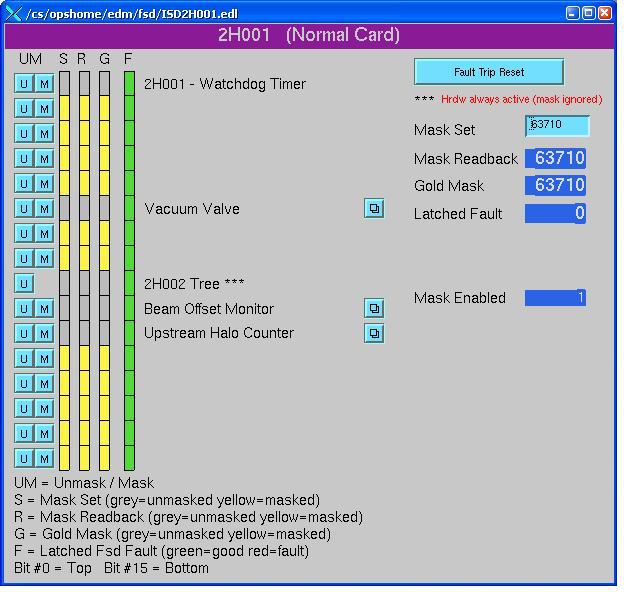 /cs/opshome/edm/fsd/ISD2H001.edl
2H001 (Normal Card)
UM S R G F
Fault Trip Reset
U M 2H001 - Watchdog Timer
*** Hrdw always active (mask ignored)
U M
Mask Set 63710
U M
U M Mask Readback 63710
U M Gold Mask 63710
U M Vacuum Valve Latched Fault 0
U M
U M
U 2H002 Tree ***
Mask Enabled 1
U M Beam Offset Monitor
U M Upstream Halo Counter
U M
U M
U M
U M
U M
UM = Unmask / Mask
S = Mask Set (grey=unmasked yellow=masked)
R = Mask Readback (grey=unmasked yellow=masked)
G = Gold Mask (grey=unmasked yellow=masked)
F = Latched Fsd Fault (green=good red=fault)
Bit #0 = Top Bit #15 = Bottom